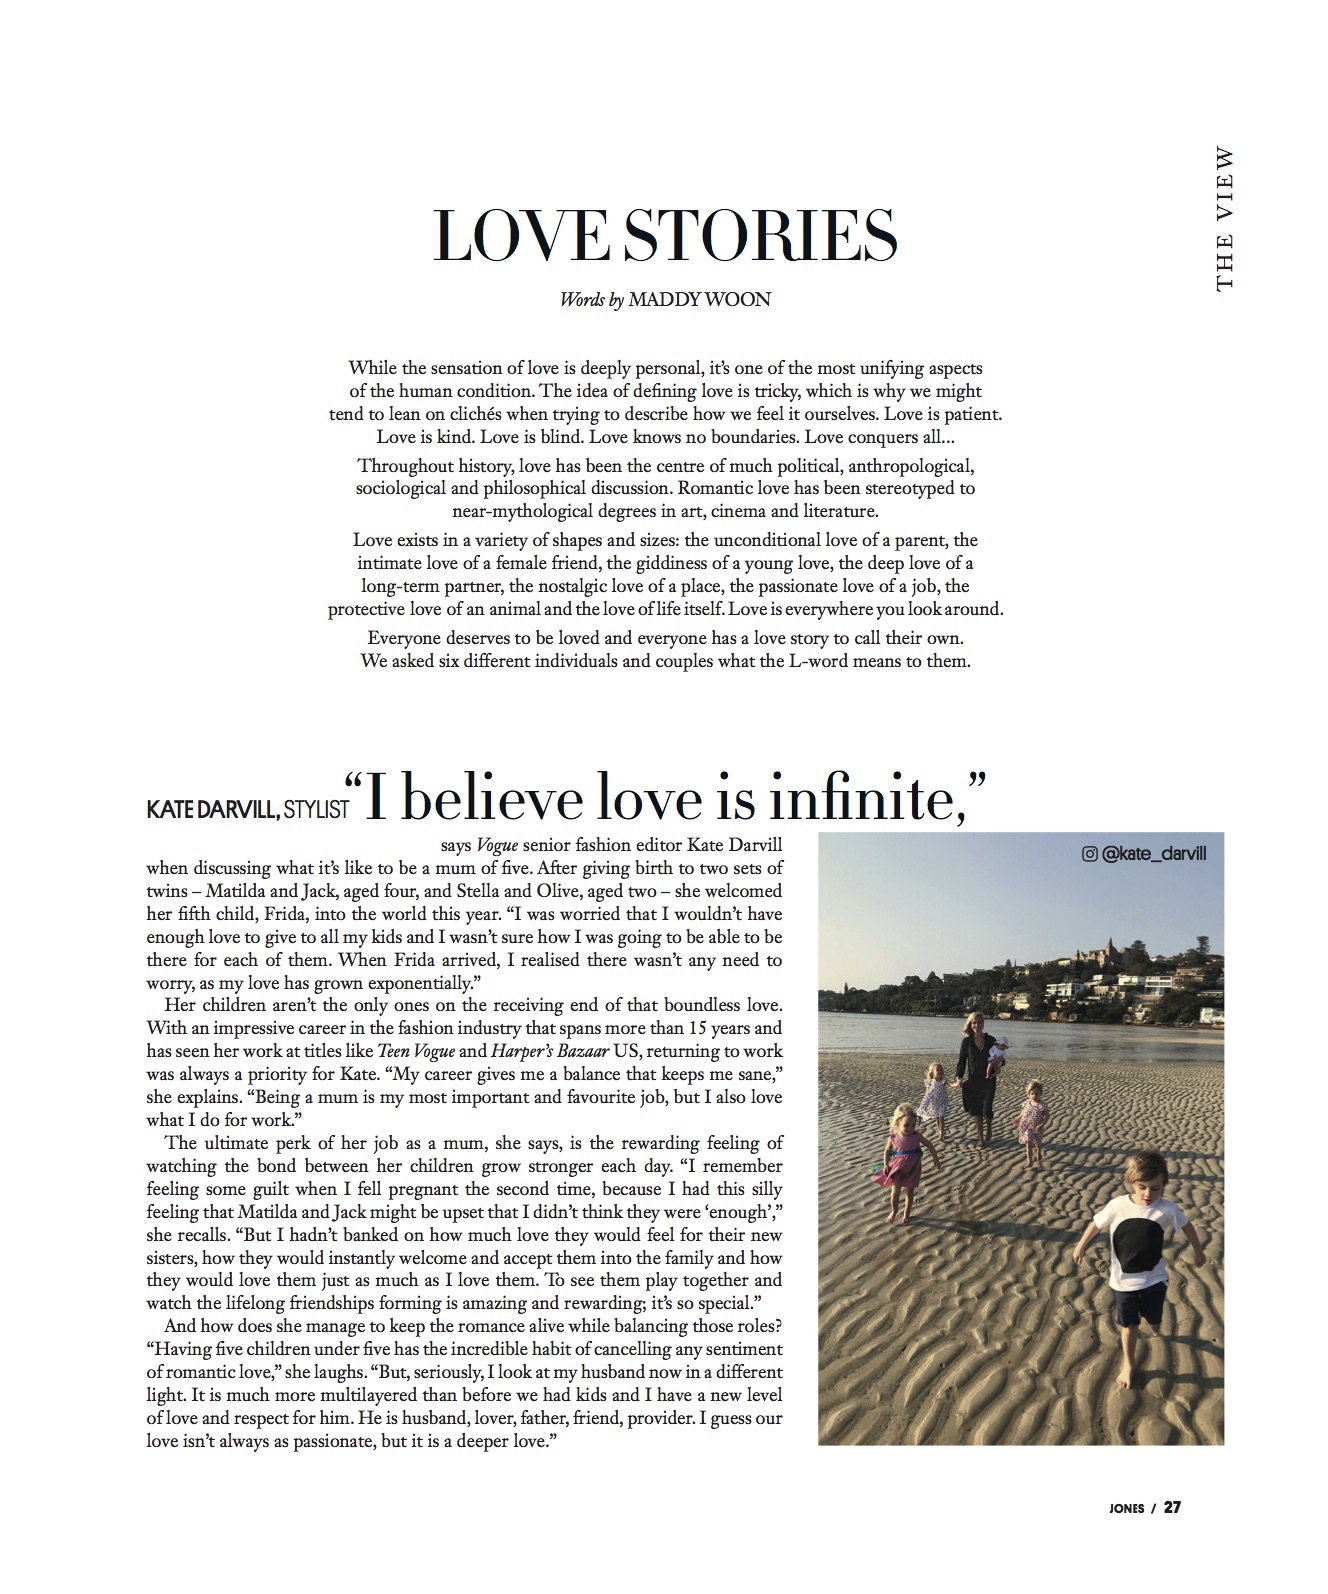 THE VIEW
LOVE STORIES
Words by MADDY WOON
While the sensation of love is deeply personal, it’s one of the most unifying aspects
of the human condition. The idea of defining love is tricky, which is why we might
tend to lean on clichés when trying to describe how we feel it ourselves. Love is patient.
Love is kind. Love is blind. Love knows no boundaries. Love conquers all...
Throughout history, love has been the centre of much political, anthropological,
sociological and philosophical discussion. Romantic love has been stereotyped to
near-mythological degrees in art, cinema and literature.
Love exists in a variety of shapes and sizes: the unconditional love of a parent, the
intimate love of a female friend, the giddiness of a young love, the deep love of a
long-term partner, the nostalgic love of a place, the passionate love of a job, the
protective love of an animal and the love of life itself. Love is everywhere you look around.
Everyone deserves to be loved and everyone has a love story to call their own.
We asked six different individuals and couples what the L-word means to them.
KATE DARVILL, STYLIST “I believe love is infinite,”
says Vogue senior fashion editor Kate Darvill
when discussing what it’s like to be a mum of five. After giving birth to two sets of
twins – Matilda and Jack, aged four, and Stella and Olive, aged two – she welcomed
her fifth child, Frida, into the world this year. “I was worried that I wouldn’t have
enough love to give to all my kids and I wasn’t sure how I was going to be able to be
there for each of them. When Frida arrived, I realised there wasn’t any need to
worry, as my love has grown exponentially.”
Her children aren’t the only ones on the receiving end of that boundless love.
With an impressive career in the fashion industry that spans more than 15 years and
has seen her work at titles like Teen Vogue and Harper’s Bazaar US, returning to work
was always a priority for Kate. “My career gives me a balance that keeps me sane,”
she explains. “Being a mum is my most important and favourite job, but I also love
what I do for work.”
The ultimate perk of her job as a mum, she says, is the rewarding feeling of
watching the bond between her children grow stronger each day. “I remember
feeling some guilt when I fell pregnant the second time, because I had this silly
feeling that Matilda and Jack might be upset that I didn’t think they were ‘enough’,”
she recalls. “But I hadn’t banked on how much love they would feel for their new
sisters, how they would instantly welcome and accept them into the family and how
they would love them just as much as I love them. To see them play together and
watch the lifelong friendships forming is amazing and rewarding; it’s so special.”
And how does she manage to keep the romance alive while balancing those roles?
“Having five children under five has the incredible habit of cancelling any sentiment
of romantic love,” she laughs. “But, seriously, I look at my husband now in a different
light. It is much more multilayered than before we had kids and I have a new level
of love and respect for him. He is husband, lover, father, friend, provider. I guess our
love isn’t always as passionate, but it is a deeper love.”
@kate_darvill
JONES / 27